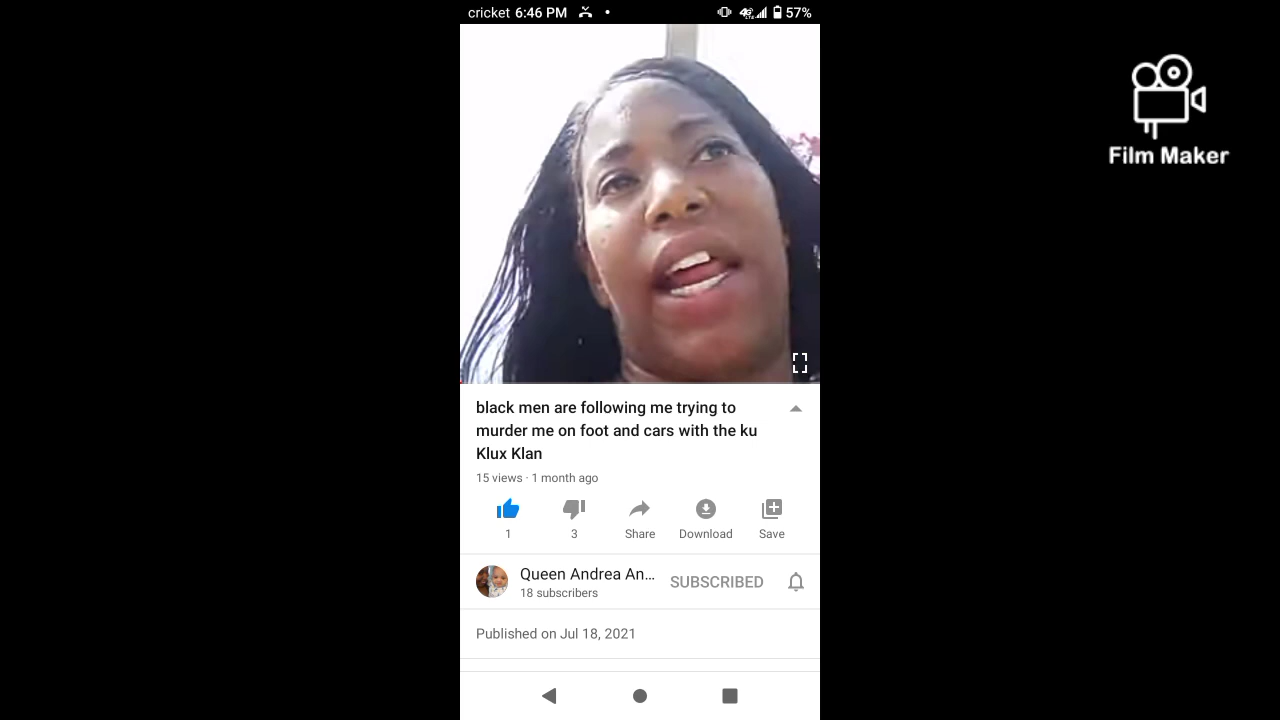 cricket 6:46 PM 57%
Film Maker
black men are following me trying to
murder me on foot and cars with the ku
Klux Klan
15 views · 1 month ago
1 3 Share Download Save
Queen Andrea An... SUBSCRIBED
18 subscribers
Published on Jul 18, 2021